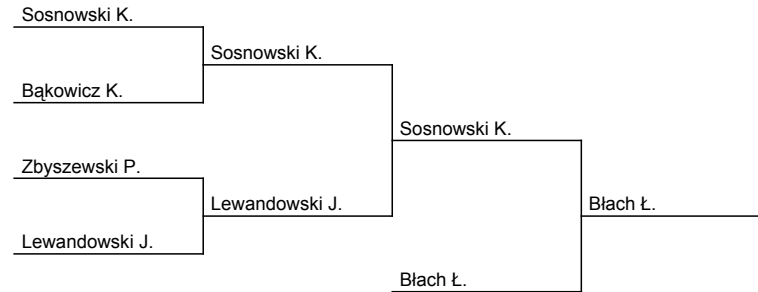 Sosnowski K.
Sosnowski K.
Bąkowicz K.
Sosnowski K.
Zbyszewski P.
Lewandowski J.
Błach Ł.
Lewandowski J.
Błach Ł.